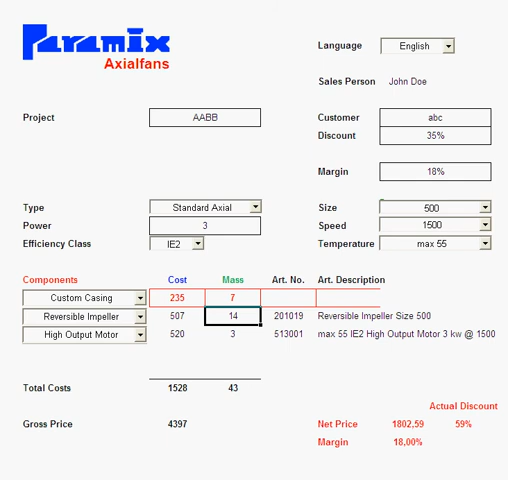 Paramix
Axialfans
Language English
Sales Person John Doe
Project AABB Customer abc
Discount 35%
Margin 18%
Type Standard Axial Size 500
Power 3 Speed 1500
Efficiency Class IE2 Temperature max 55
Components Cost Mass Art. No. Art. Description
Custom Casing 235 7
Reversible Impeller 507 14 201019 Reversible Impeller Size 500
High Output Motor 520 3 513001 max 55 IE2 High Output Motor 3 kw @ 1500
Total Costs 1528 43
Actual Discount
Gross Price 4397 Net Price 1802,59 59%
Margin 18,00%